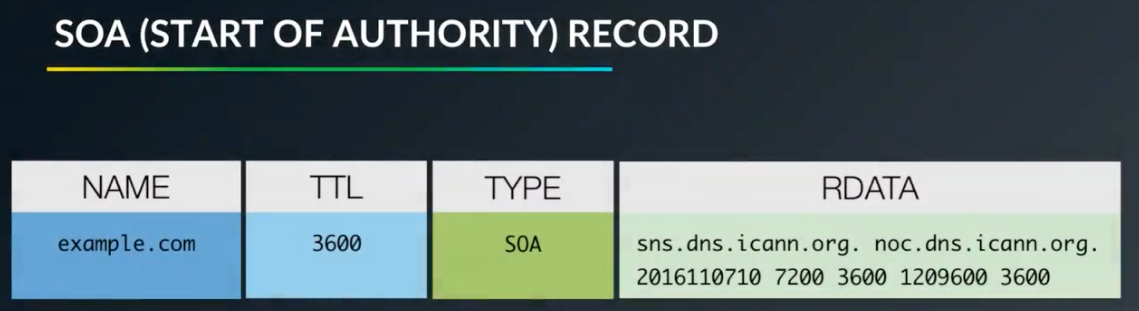 SOA (START OF AUTHORITY) RECORD
NAME TTL TYPE RDATA
example.com 3600 SOA sns.dns.icann.org. noc.dns.icann.org.
2016110710 7200 3600 1209600 3600